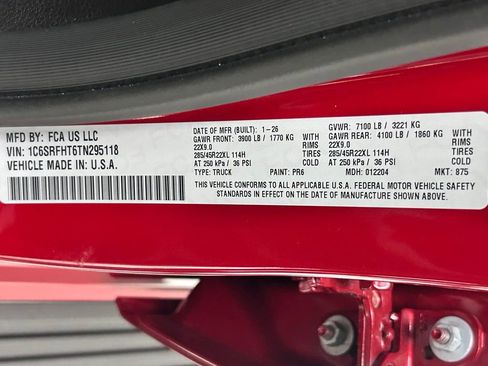 MFD BY: FCA US LLC
VIN: 1C6SRFHT6TN295118
VEHICLE MADE IN U.S.A.
DATE OF MFR (BUILT): 1-26
GAWR FRONT: 3900 LB / 1770 KG WITH
22X9.0 RIMS
285/45R22XL 114H TIRES
AT 250 kPa / 36 PSI
TYPE: TRUCK PAINT: PR6
GVWR: 7100 LB / 3221 KG
GAWR REAR: 4100 LB / 1860 KG WITH
22X9.0 RIMS
285/45R22XL 114H TIRES
AT 250 kPa / 36 PSI
MDH: 012204 MKT: 875
THIS VEHICLE CONFORMS TO ALL APPLICABLE U.S.A. FEDERAL MOTOR VEHICLE SAFETY
STANDARDS IN EFFECT ON THE DATE OF MANUFACTURE SHOWN ABOVE.